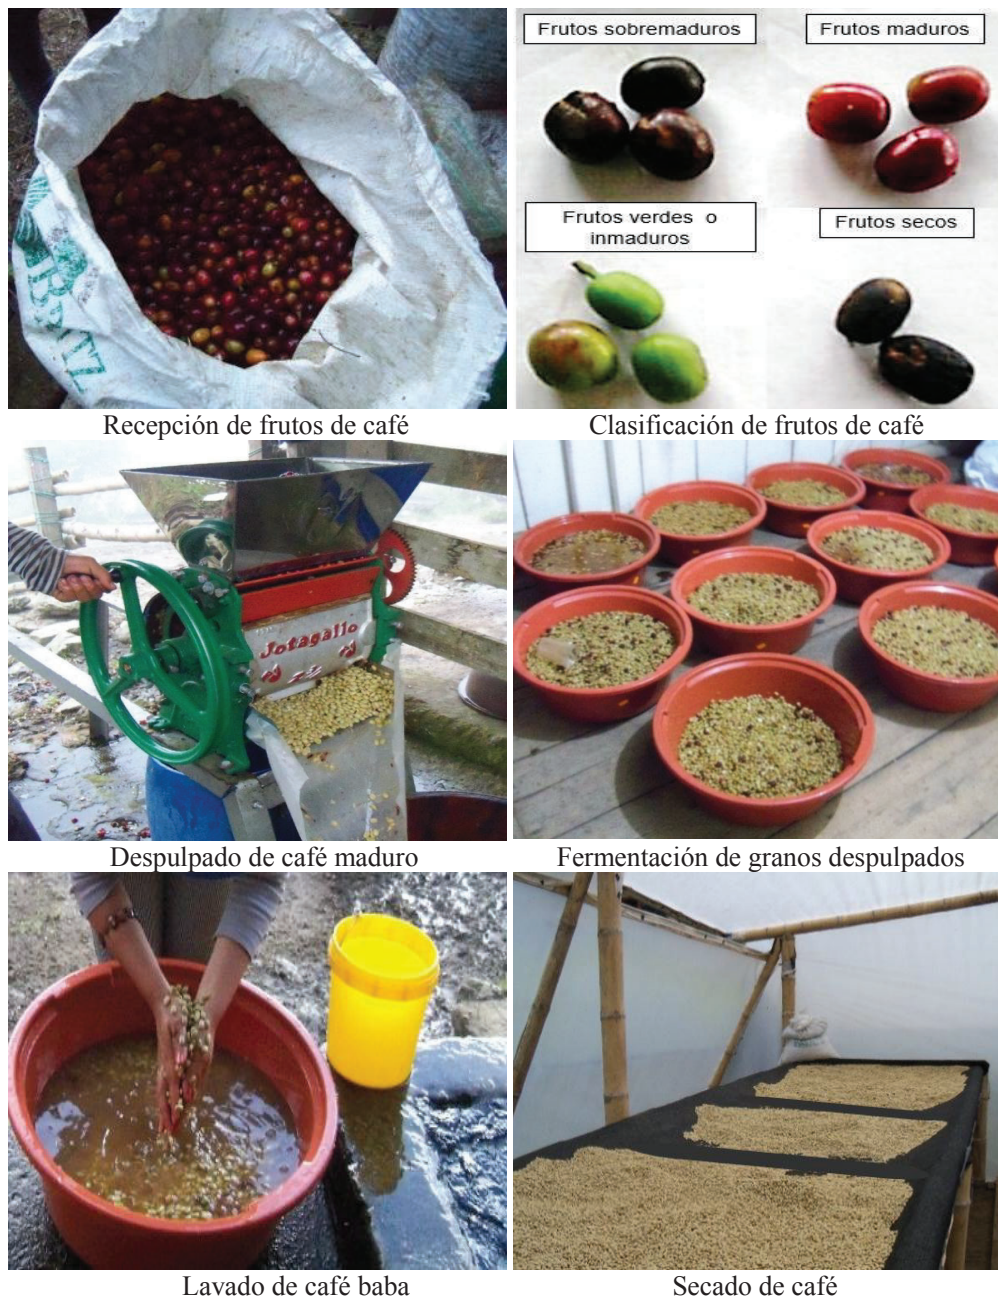 Frutos sobremaduros
Frutos maduros
Frutos verdes o
inmaduros
Frutos secos
Recepción de frutos de café
Clasificación de frutos de café
Jotagallo
Despulpado de café maduro
Fermentación de granos despulpados
Lavado de café baba
Secado de café